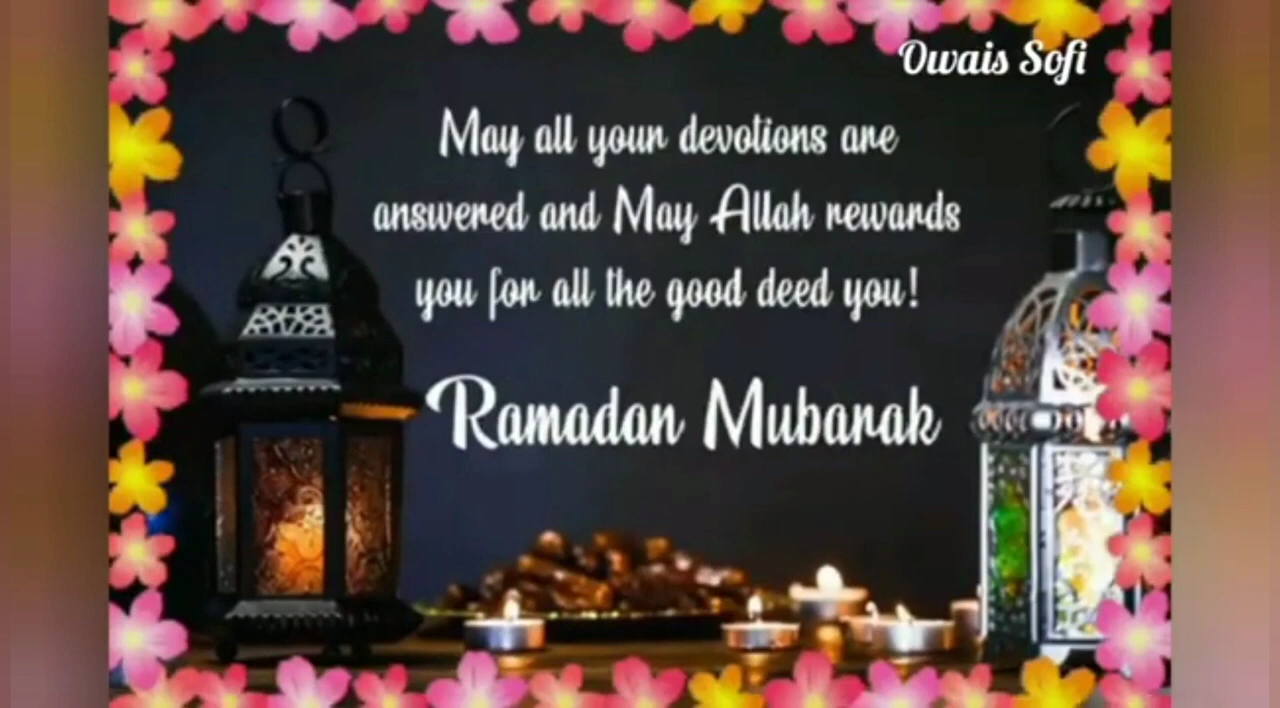 Owais Sofi
May all your devotions are
answered and May Allah rewards
you for all the good deed you!
Ramadan Mubarak